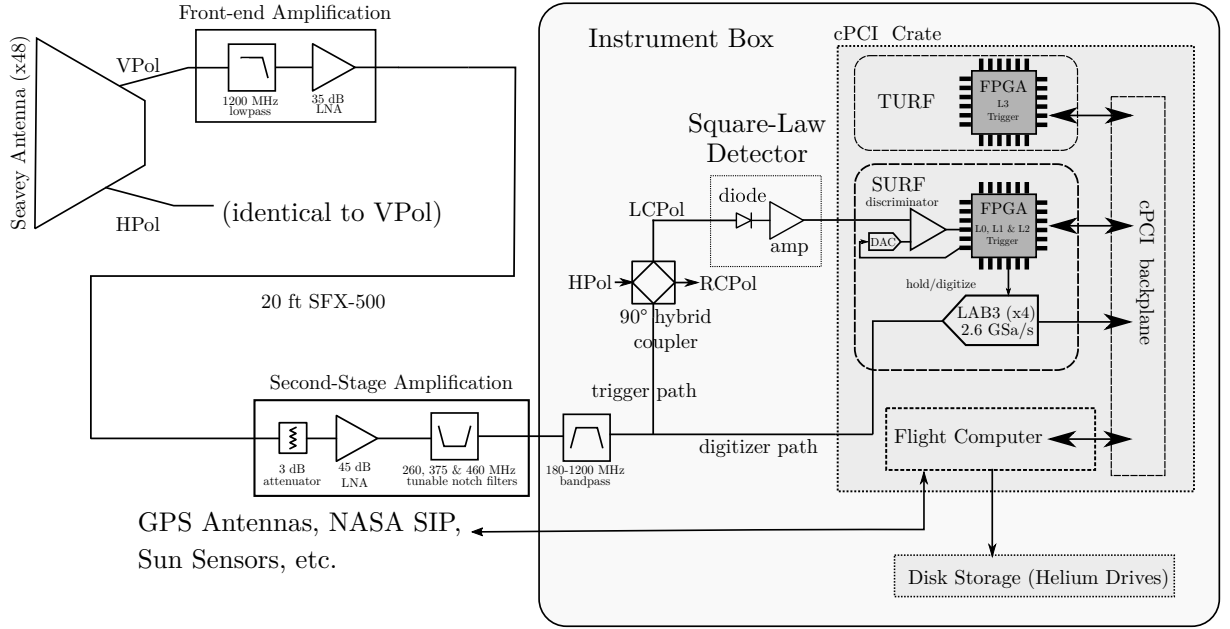 Front-end Amplification
Seavey Antenna (x48)
VPol
1200 MHz
lowpass
35 dB
LNA
HPol
(identical to VPol)
20 ft SFX-500
Second-Stage Amplification
3 dB
attenuator
45 dB
LNA
260, 375 & 460 MHz
tunable notch filters
GPS Antennas, NASA SIP,
Sun Sensors, etc.
Instrument Box
180-1200 MHz
bandpass
trigger path
digitizer path
HPol
RCPol
LCPol
90° hybrid
coupler
Square-Law
Detector
diode
amp
cPCI Crate
TURF
FPGA
L3
Trigger
SURF
discriminator
DAC
FPGA
L0, L1 & L2
Trigger
hold/digitize
LAB3 (x4)
2.6 GSa/s
cPCI backplane
Flight Computer
Disk Storage (Helium Drives)